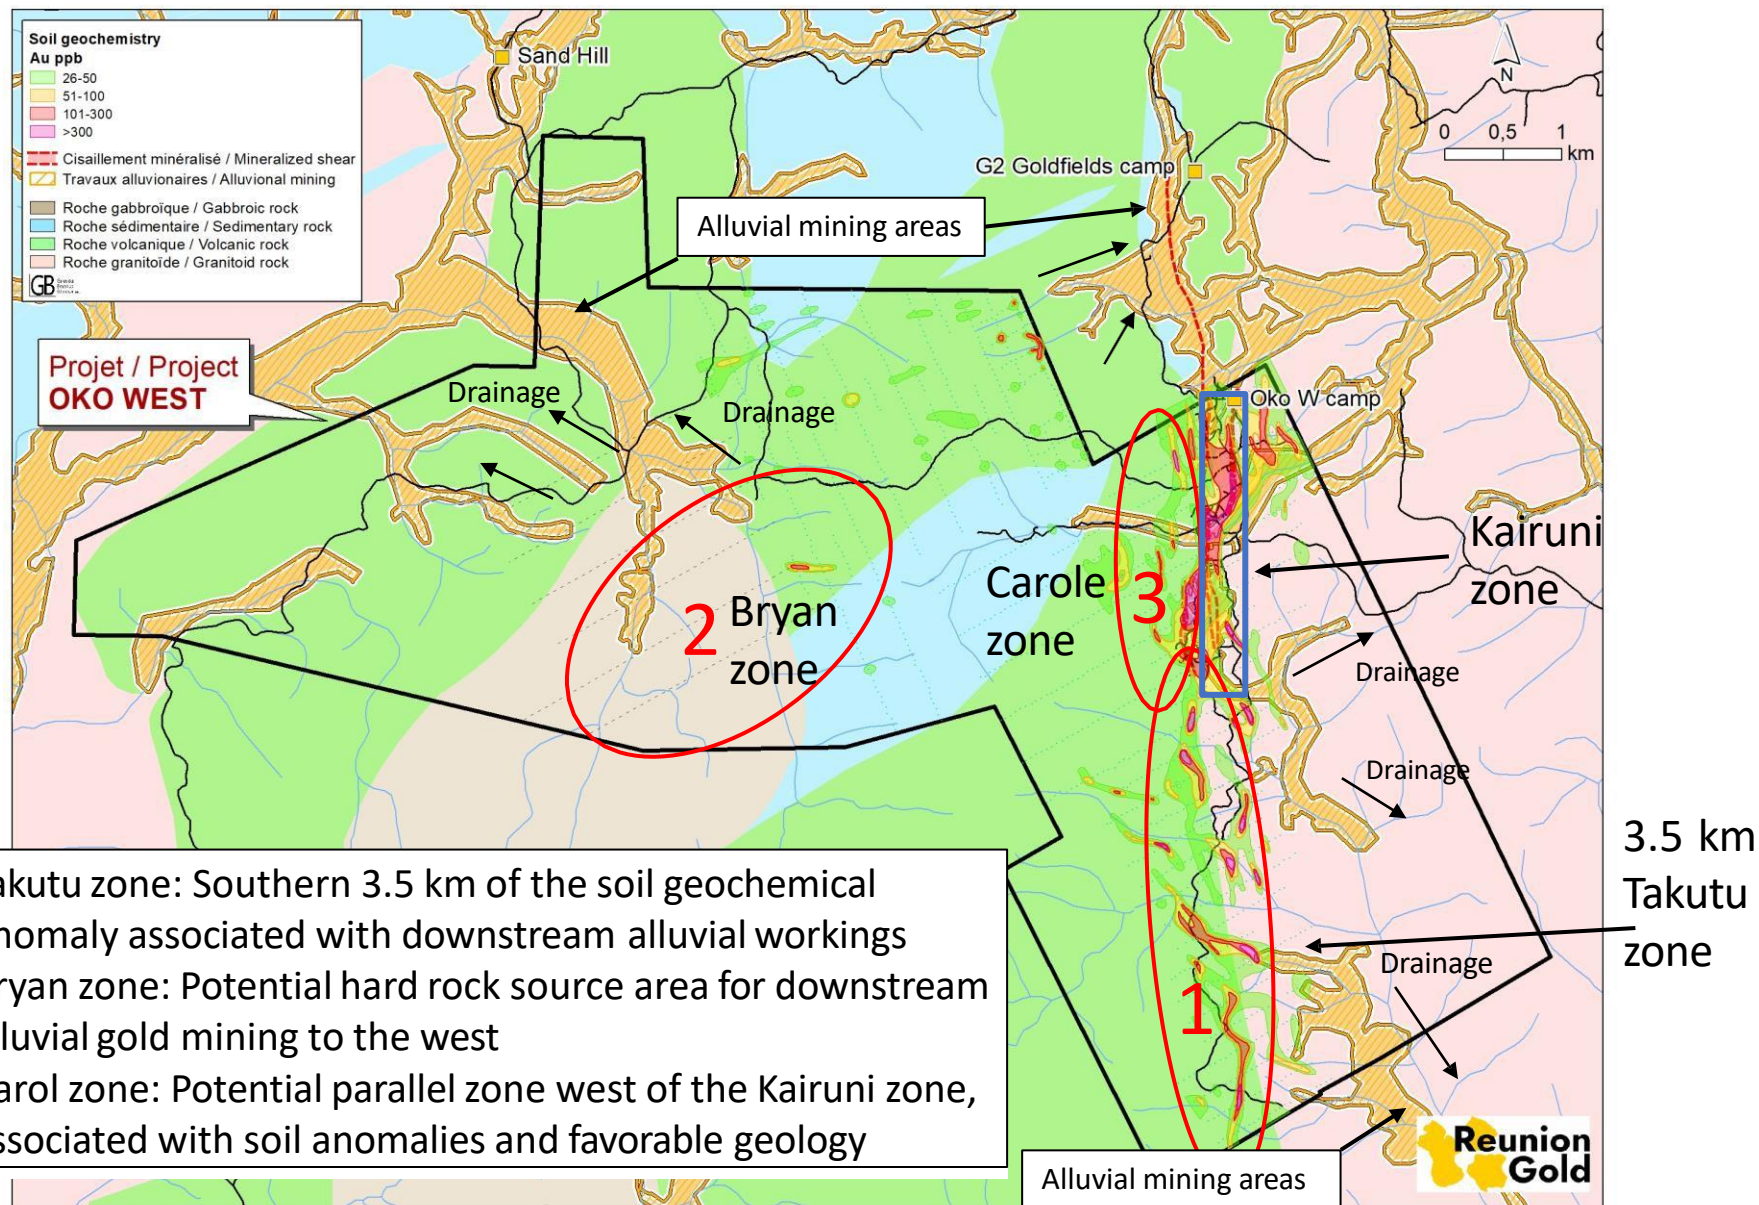 Soil geochemistry
Au ppb
26-50
51-100
101-300
>300
Cisaillement minéralisé / Mineralized shear
Travaux alluvionaires / Alluvional mining
Roche gabbroïque / Gabbroic rock
Roche sédimentaire / Sedimentary rock
Roche volcanique / Volcanic rock
Roche granitoïde / Granitoid rock
GB
Sand Hill
N
0 0,5 1
km
G2 Goldfields camp
Alluvial mining areas
Projet / Project
OKO WEST
Drainage
Drainage
Oko W camp
Kairuni
zone
Carole
zone
3
2
Bryan
zone
Drainage
Drainage
3.5 km
Takutu
zone
Drainage
1
akutu zone: Southern 3.5 km of the soil geochemical
nomaly associated with downstream alluvial workings
ryan zone: Potential hard rock source area for downstream
lluvial gold mining to the west
arol zone: Potential parallel zone west of the Kairuni zone,
ssociated with soil anomalies and favorable geology
Alluvial mining areas
Reunion
Gold